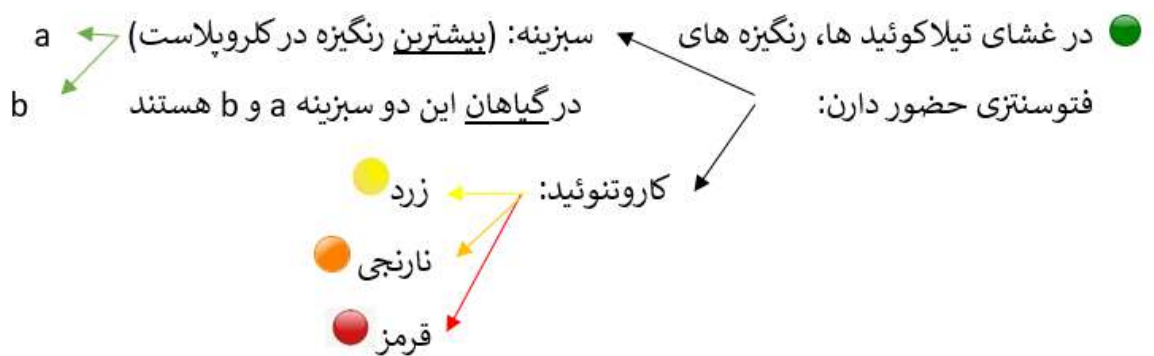 در غشای تیلاکوئید ها، رنگیزه های
فتوسنتزی حضور دارن:
سبزینه: (بیشترین رنگیزه در کلروپلاست)
a
b
در گیاهان این دو سبزینه a و b هستند
کاروتنوئید:
زرد
نارنجی
قرمز